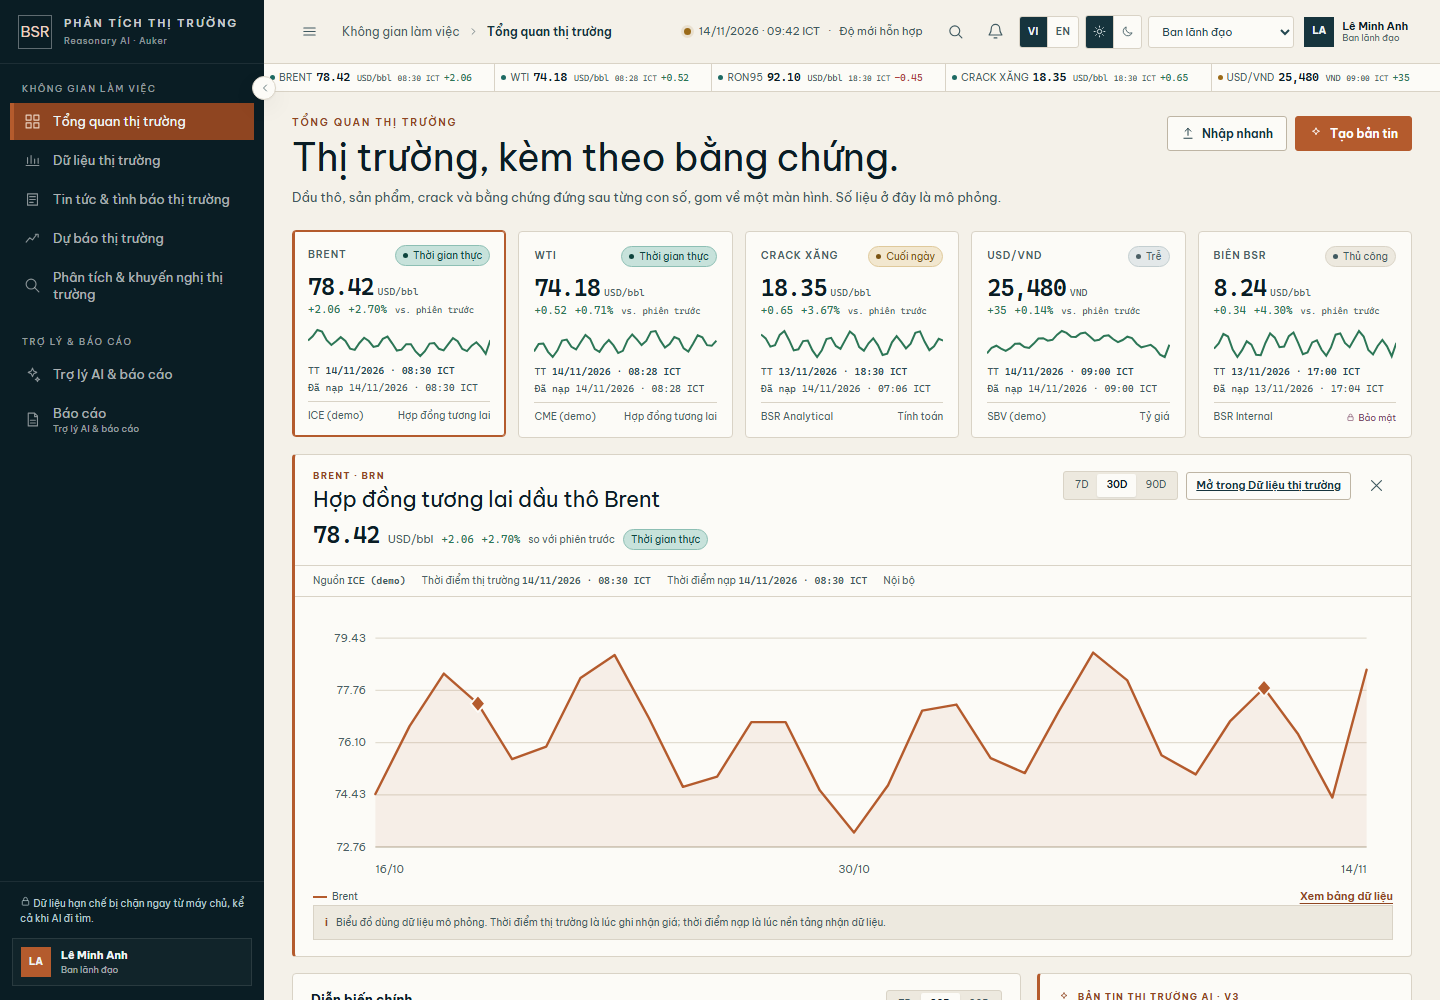 BSR
PHÂN TÍCH THỊ TRƯỜNG
Reasonary AI · Auker
KHÔNG GIAN LÀM VIỆC
Tổng quan thị trường
Dữ liệu thị trường
Tin tức & tình báo thị trường
Dự báo thị trường
Phân tích & khuyến nghị thị
trường
TRỢ LÝ & BÁO CÁO
Trợ lý AI & báo cáo
Báo cáo
Trợ lý AI & báo cáo
Dữ liệu hạn chế bị chặn ngay từ máy chủ, kể
cả khi AI đi tìm.
LA
Lê Minh Anh
Ban lãnh đạo
Không gian làm việc › Tổng quan thị trường
14/11/2026 · 09:42 ICT · Độ mới hỗn hợp
VI EN
Ban lãnh đạo
LA
Lê Minh Anh
Ban lãnh đạo
BRENT 78.42 USD/bbl 08:30 ICT +2.06
WTI 74.18 USD/bbl 08:28 ICT +0.52
RON95 92.10 USD/bbl 18:30 ICT −0.45
CRACK XĂNG 18.35 USD/bbl 18:30 ICT +0.65
USD/VND 25,480 VND 09:00 ICT +35
TỔNG QUAN THỊ TRƯỜNG
Thị trường, kèm theo bằng chứng.
Dầu thô, sản phẩm, crack và bằng chứng đứng sau từng con số, gom về một màn hình. Số liệu ở đây là mô phỏng.
Nhập nhanh
Tạo bản tin
BRENT
Thời gian thực
78.42 USD/bbl
+2.06 +2.70% vs. phiên trước
TT 14/11/2026 · 08:30 ICT
Đã nạp 14/11/2026 · 08:30 ICT
ICE (demo) Hợp đồng tương lai
WTI
Thời gian thực
74.18 USD/bbl
+0.52 +0.71% vs. phiên trước
TT 14/11/2026 · 08:28 ICT
Đã nạp 14/11/2026 · 08:28 ICT
CME (demo) Hợp đồng tương lai
CRACK XĂNG
Cuối ngày
18.35 USD/bbl
+0.65 +3.67% vs. phiên trước
TT 13/11/2026 · 18:30 ICT
Đã nạp 14/11/2026 · 07:06 ICT
BSR Analytical Tính toán
USD/VND
Trễ
25,480 VND
+35 +0.14% vs. phiên trước
TT 14/11/2026 · 09:00 ICT
Đã nạp 14/11/2026 · 09:00 ICT
SBV (demo) Tỷ giá
BIÊN BSR
Thủ công
8.24 USD/bbl
+0.34 +4.30% vs. phiên trước
TT 13/11/2026 · 17:00 ICT
Đã nạp 13/11/2026 · 17:04 ICT
BSR Internal Bảo mật
BRENT · BRN
Hợp đồng tương lai dầu thô Brent
78.42 USD/bbl +2.06 +2.70% so với phiên trước Thời gian thực
7D 30D 90D
Mở trong Dữ liệu thị trường
Nguồn ICE (demo) Thời điểm thị trường 14/11/2026 · 08:30 ICT Thời điểm nạp 14/11/2026 · 08:30 ICT Nội bộ
79.43
77.76
76.10
74.43
72.76
16/10 30/10 14/11
Brent
Xem bảng dữ liệu
i Biểu đồ dùng dữ liệu mô phỏng. Thời điểm thị trường là lúc ghi nhận giá; thời điểm nạp là lúc nền tảng nhận dữ liệu.
Diễn biến chính
BẢN TIN THỊ TRƯỜNG AI · V3